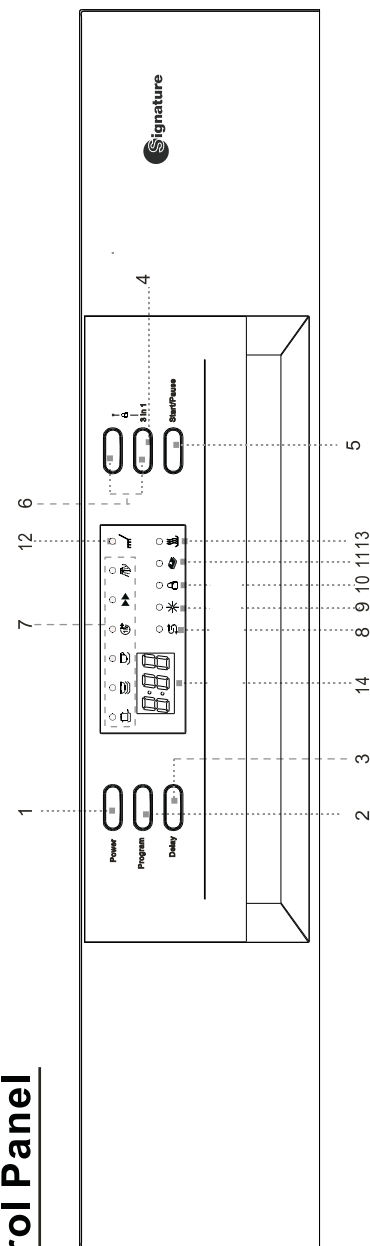 rol Panel
1 7 12 6 4
Power
Program
Delay
3 in 1
Start/Pause
Signature
2 3 14 8 9 10 11 13 5